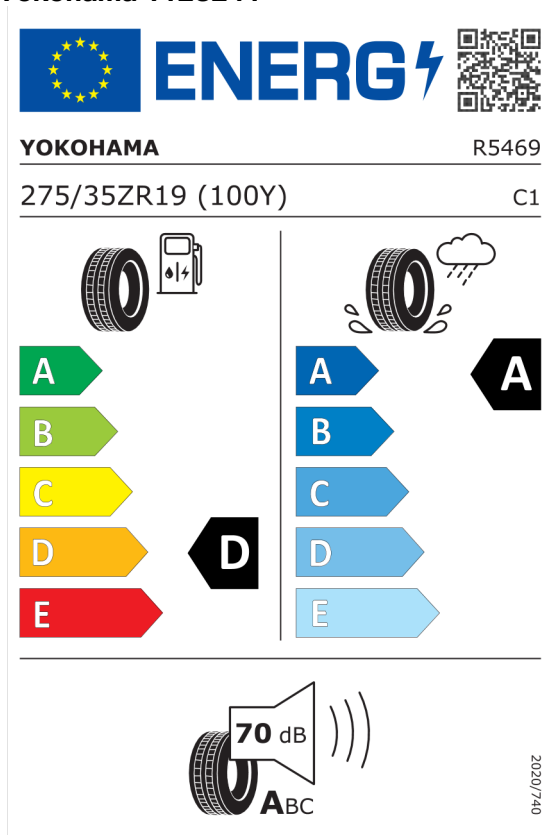 ENERG
YOKOHAMA
R5469
275/35ZR19 (100Y)
C1
A
B
C
D
E
D
A
B
C
D
E
A
70 dB
ABC
2020/740